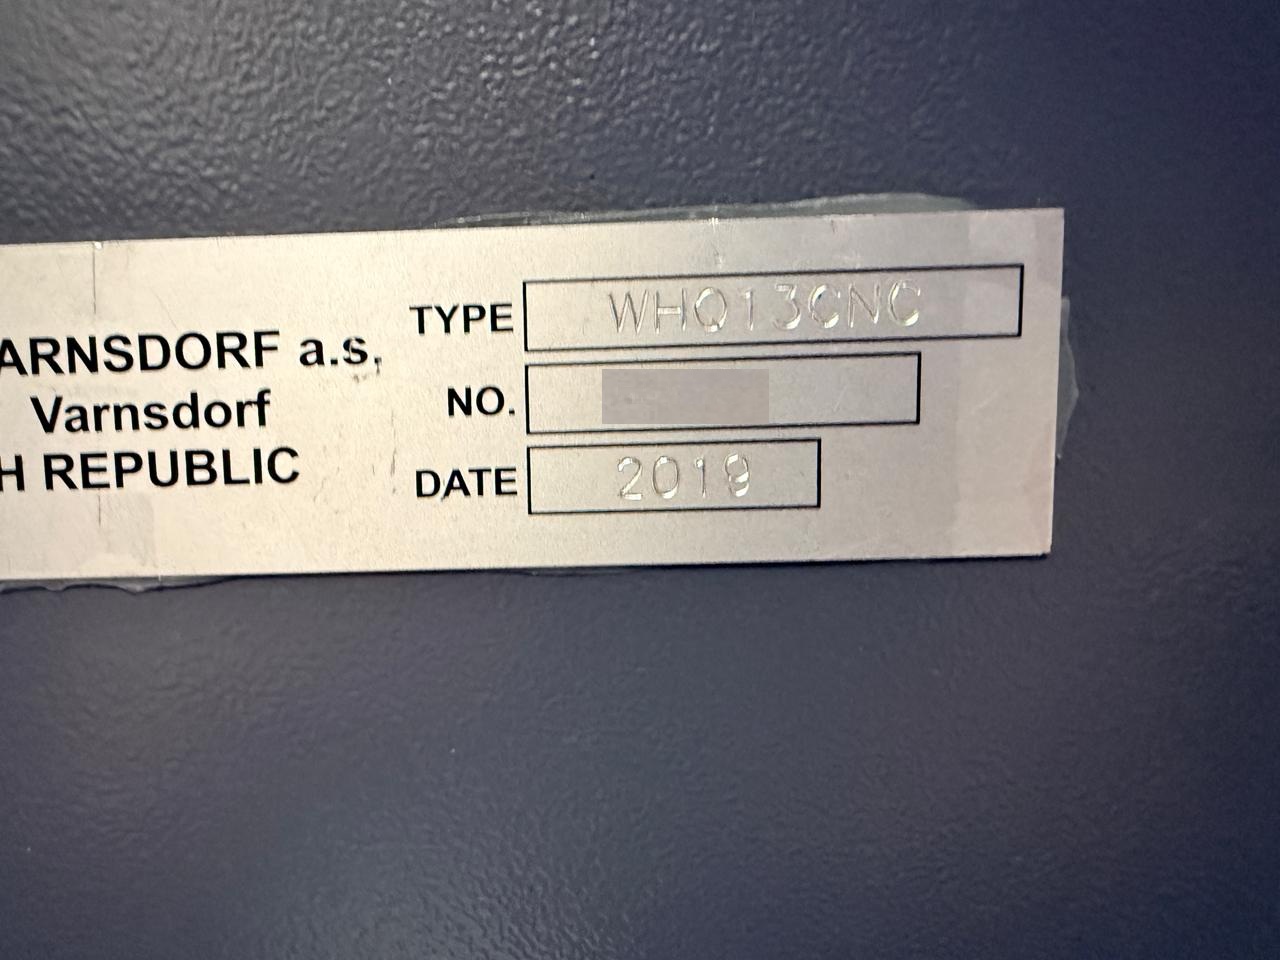 ARNSDORF a.s.
Varnsdorf
H REPUBLIC
TYPE WHQ13CNC
NO.
DATE 2019